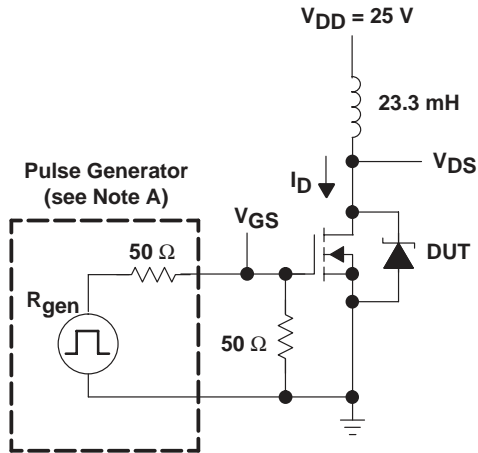 VDD = 25 V
23.3 mH
VDS
ID
Pulse Generator
(see Note A)
VGS
DUT
50 Ω
Rgen
50 Ω